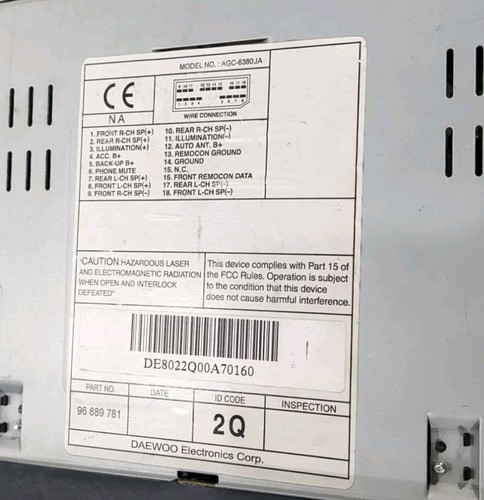 MODEL NO. : AGC-6380JA
CE
NA
WIRE CONNECTION
1. FRONT R-CH SP(+)
2. REAR R-CH SP(+)
3. ILLUMINATION(+)
4. ACC. B+
5. BACK-UP B+
6. PHONE MUTE
7. REAR L-CH SP(+)
8. FRONT L-CH SP(+)
9. FRONT R-CH SP(-)
10. REAR R-CH SP(-)
11. ILLUMINATION(-)
12. AUTO ANT. B+
13. REMOCON GROUND
14. GROUND
15. N.C.
16. FRONT REMOCON DATA
17. REAR L-CH SP(-)
18. FRONT L-CH SP(-)
"CAUTION:HAZARDOUS LASER
AND ELECTROMAGNETIC RADIATION
WHEN OPEN AND INTERLOCK
DEFEATED"
This device complies with Part 15 of
the FCC Rules. Operation is subject
to the condition that this device
does not cause harmful interference.
DE8022Q00A70160
PART NO.
DATE
ID CODE
INSPECTION
96 889 781
2Q
DAEWOO Electronics Corp.